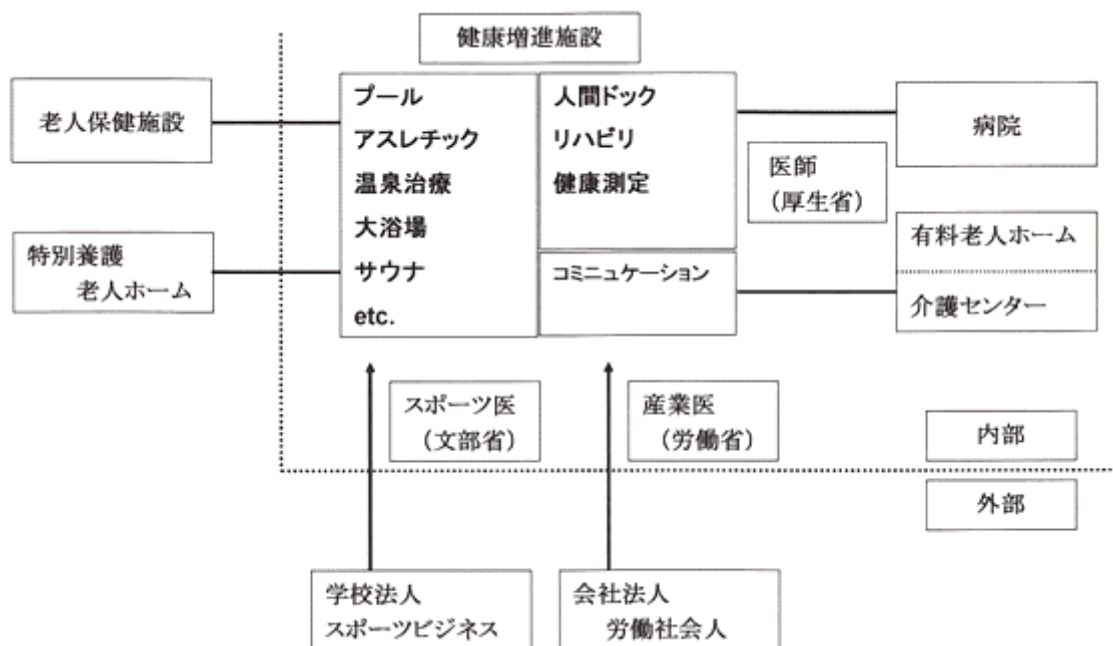 健康増進施設
老人保健施設
特別養護
老人ホーム
プール
アスレチック
温泉治療
大浴場
サウナ
etc.
人間ドック
リハビリ
健康測定
コミニュケーション
医師
(厚生省)
病院
有料老人ホーム
介護センター
スポーツ医
(文部省)
産業医
(労働省)
内部
外部
学校法人
スポーツビジネス
会社法人
労働社会人